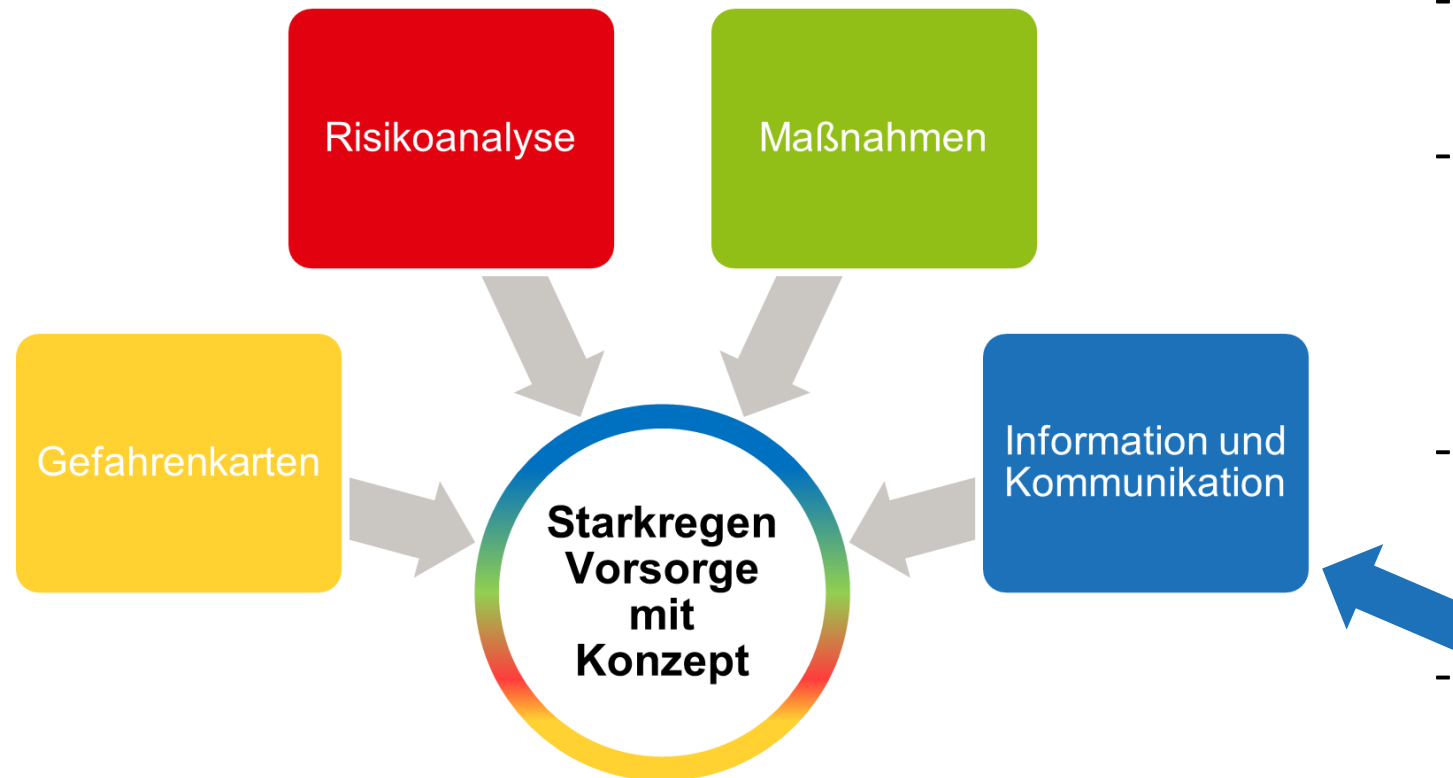 Risikoanalyse
Maßnahmen
Gefahrenkarten
Information und
Kommunikation
Starkregen
Vorsorge
mit
Konzept
-
-
-
-